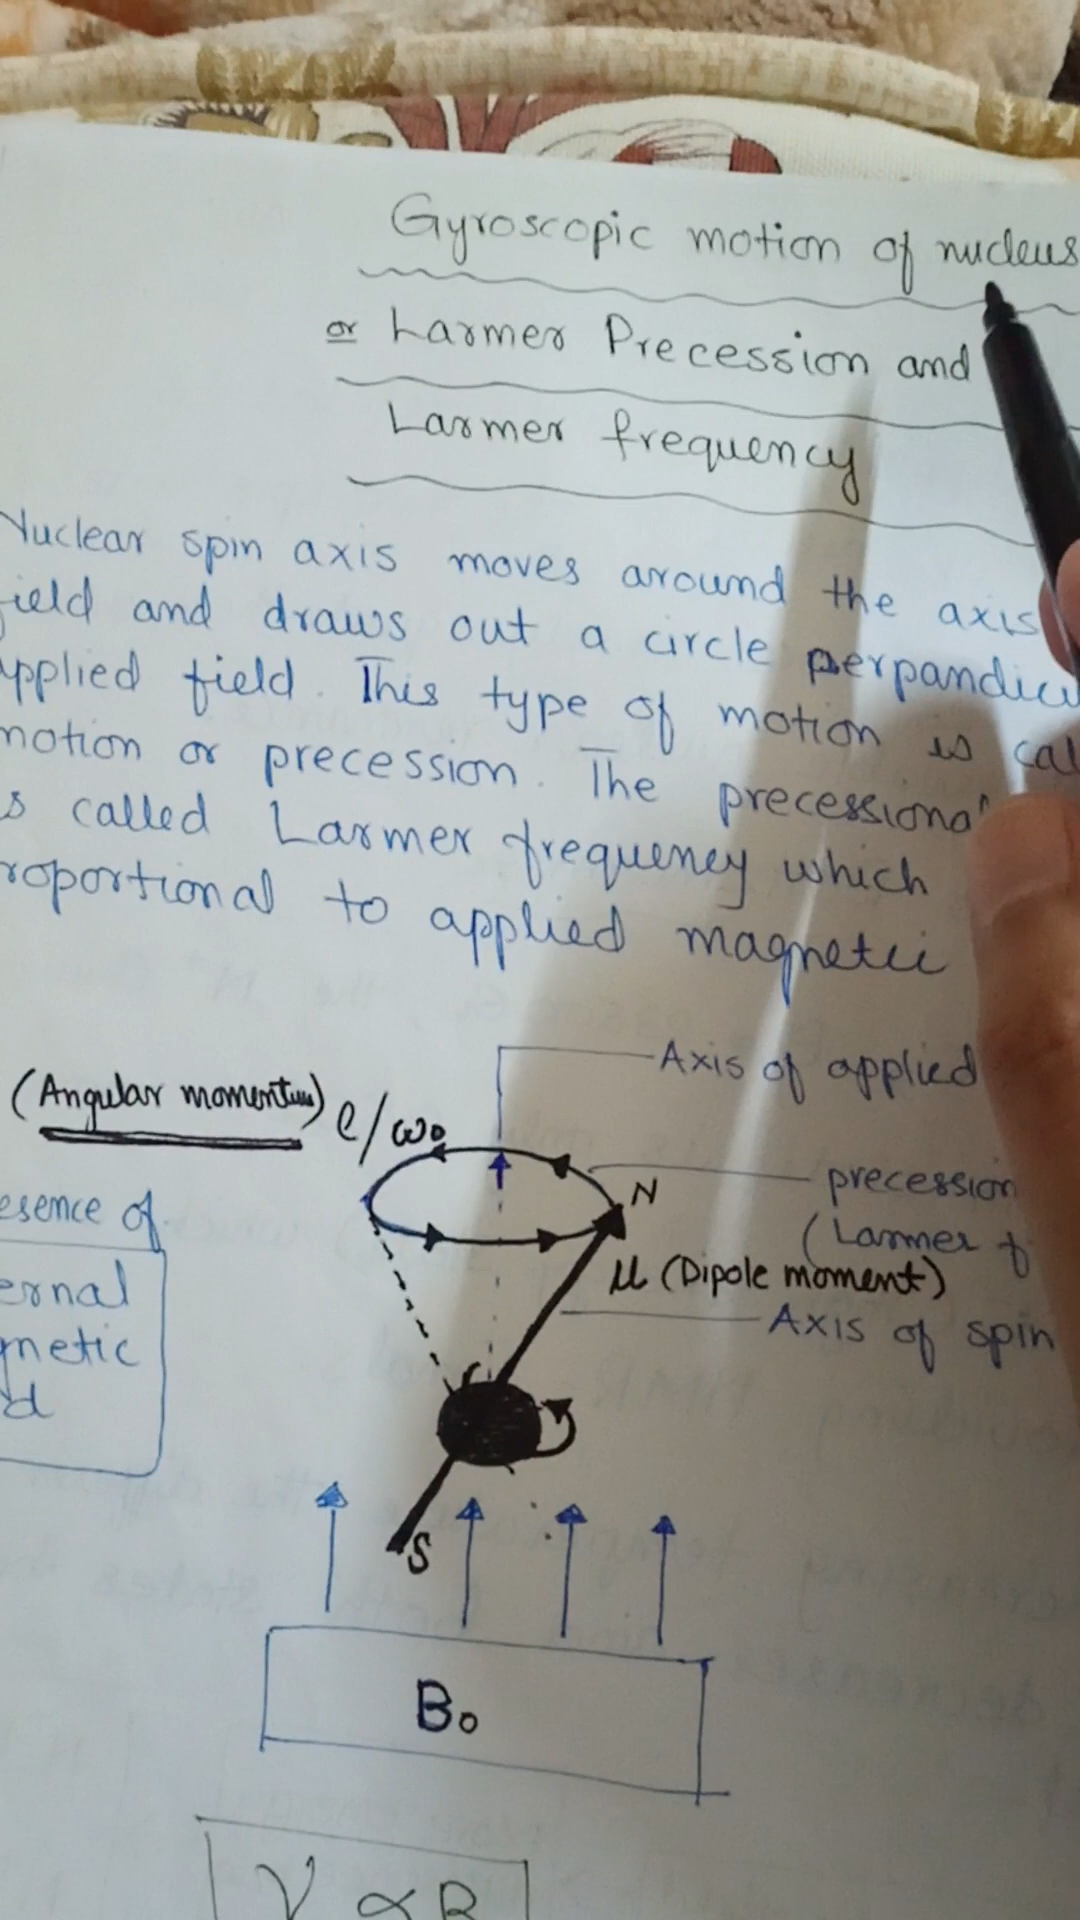 Gyroscopic motion of nucleus
or Larmer Precession and
Larmer frequency
Nuclear spin axis moves around the axis
field and draws out a circle perpandicu
applied field. This type of motion is cal
motion or precession. The precessional
is called Larmer frequency which
roportional to applied magnetic
(Angular momentum) l/ω₀
Axis of applied
N
precession
(Larmer f
μ (Dipole moment)
Axis of spin
esence of
ernal
gnetic
d
S
B₀
ν ∝ B